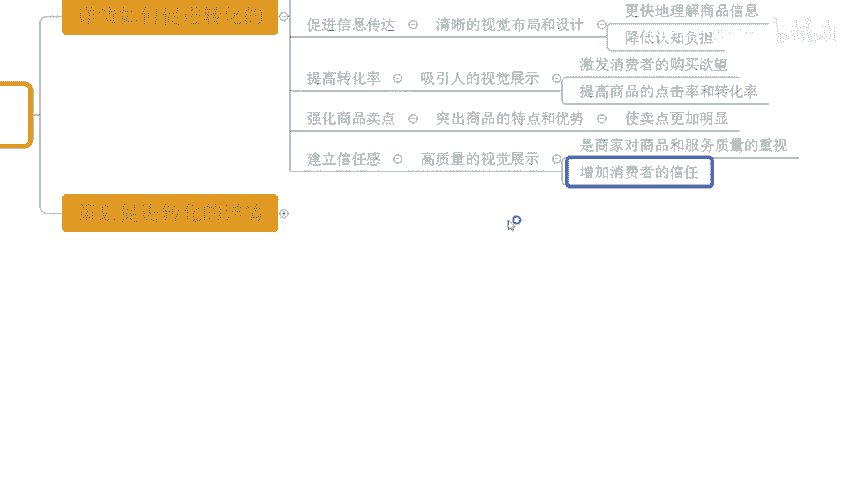 更快地理解商品信息
促进信息传达 清晰的视觉布局和设计
降低认知负担
激发消费者的购买欲望
提高转化率 吸引人的视觉展示
提高商品的点击率和转化率
强化商品卖点 突出商品的特点和优势 使卖点更加明显
是商家对商品和服务质量的重视
建立信任感 高质量的视觉展示
增加消费者的信任